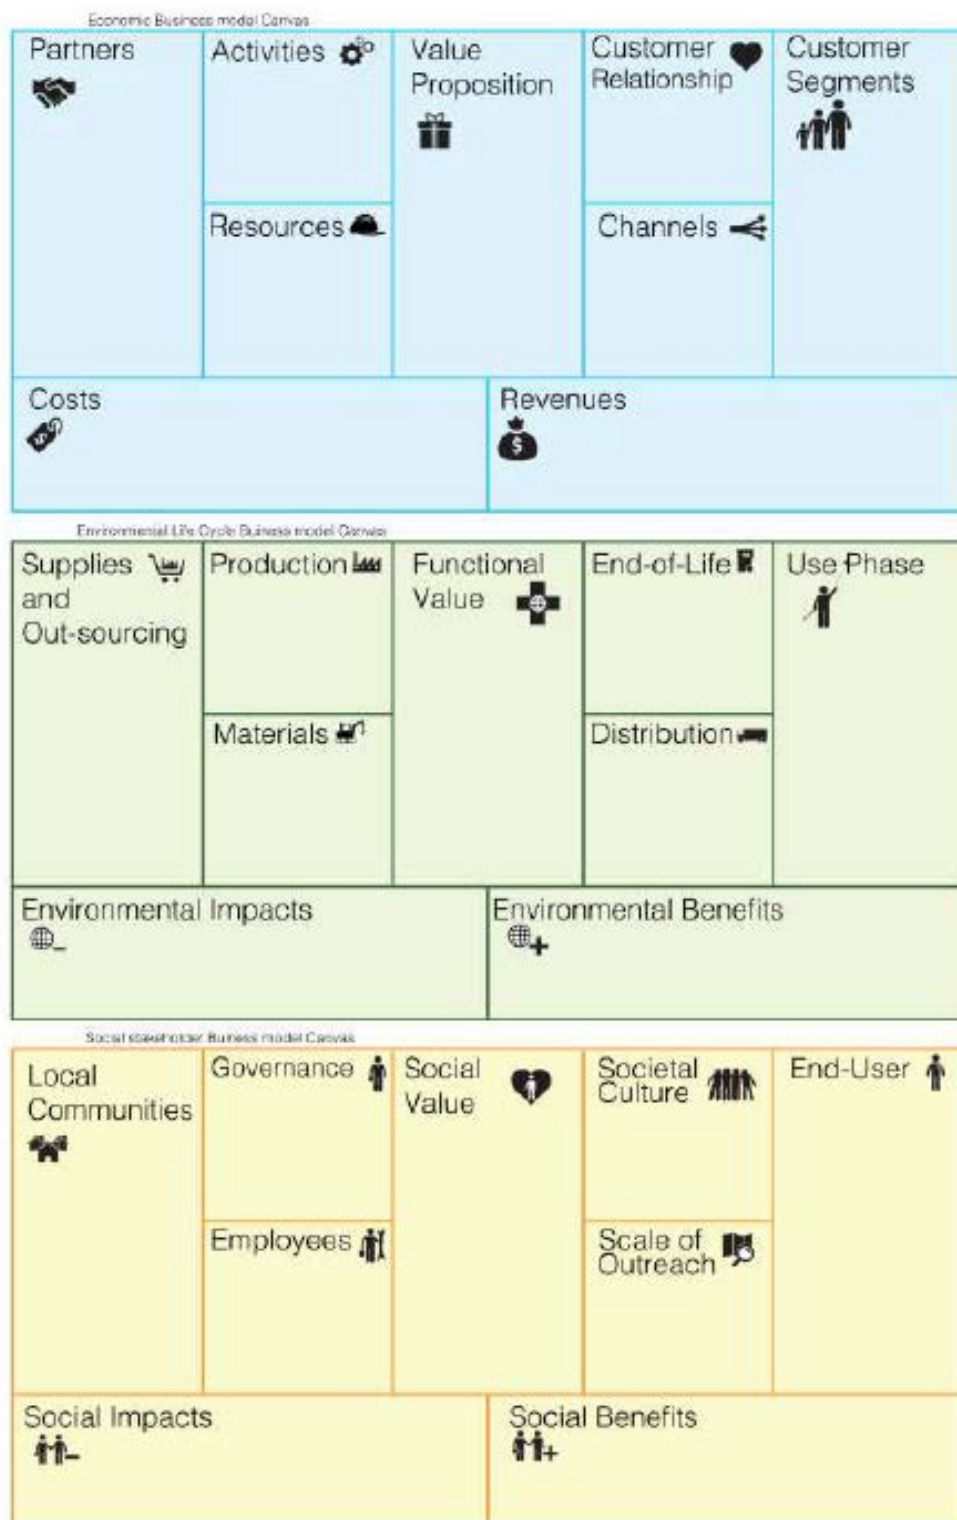 Economic Business model Canvas
Partners
Activities
Value
Proposition
Customer
Relationship
Customer
Segments
Resources
Channels
Costs
Revenues
Environmental Life Cycle Buiness model Canvas
Supplies
and
Out-sourcing
Production
Functional
Value
End-of-Life
Use Phase
Materials
Distribution
Environmental Impacts
Environmental Benefits
Social stakeholder Buiness model Canvas
Local
Communities
Governance
Social
Value
Societal
Culture
End-User
Employees
Scale of
Outreach
Social Impacts
Social Benefits